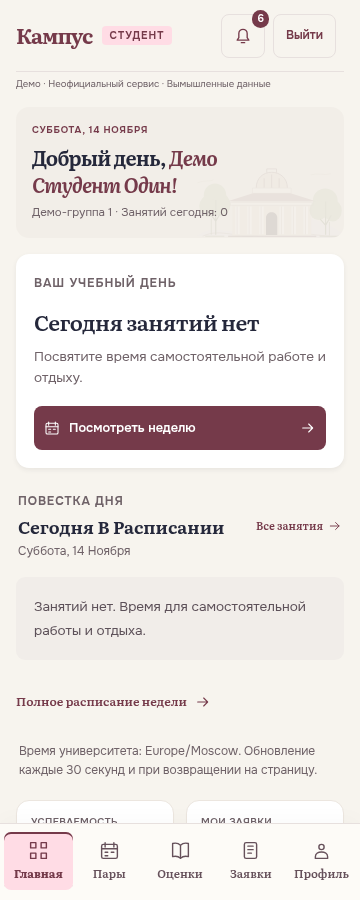 Кампус СТУДЕНТ 6 Выйти
Демо · Неофициальный сервис · Вымышленные данные
СУББОТА, 14 НОЯБРЯ
Добрый день, Демо
Студент Один!
Демо-группа 1 · Занятий сегодня: 0
ВАШ УЧЕБНЫЙ ДЕНЬ
Сегодня занятий нет
Посвятите время самостоятельной работе и
отдыху.
Посмотреть неделю
ПОВЕСТКА ДНЯ
Сегодня В Расписании
Все занятия
Суббота, 14 Ноября
Занятий нет. Время для самостоятельной
работы и отдыха.
Полное расписание недели
Время университета: Europe/Moscow. Обновление
каждые 30 секунд и при возвращении на страницу.
УСПЕВАЕМОСТЬ МОИ ЗАЯВКИ
Главная Пары Оценки Заявки Профиль